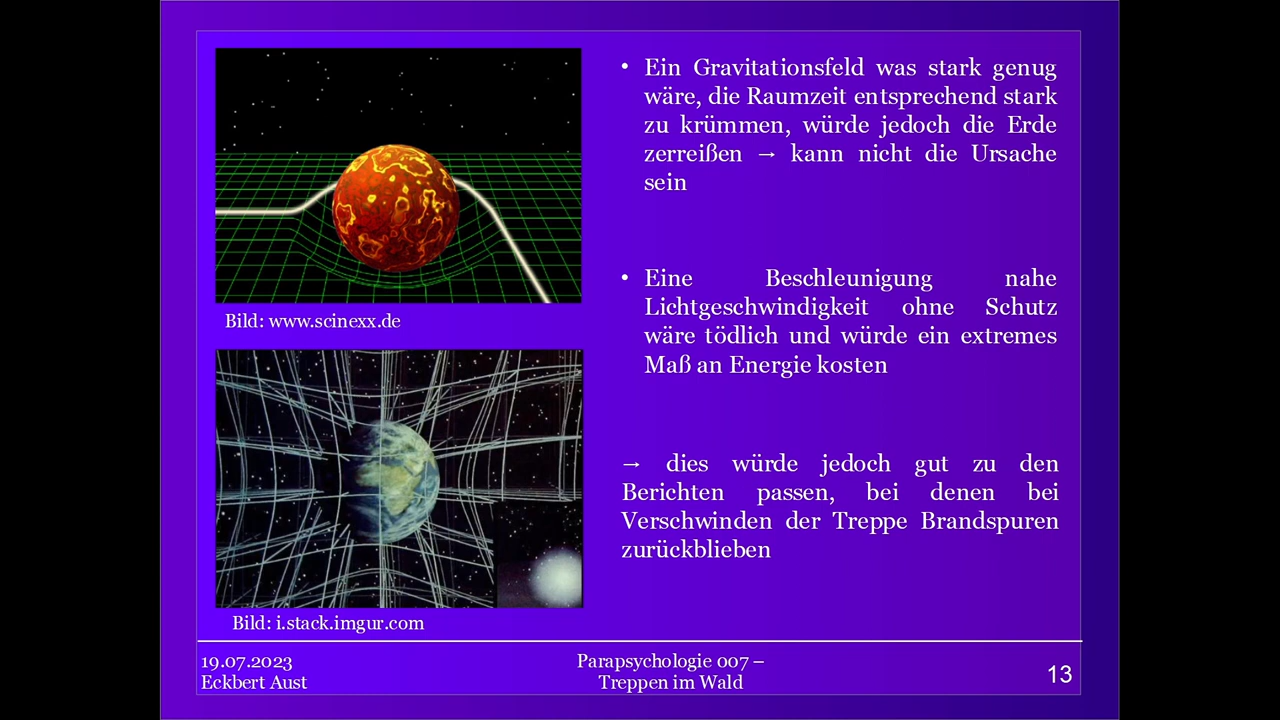 Bild: www.scinexx.de
Bild: i.stack.imgur.com
• Ein Gravitationsfeld was stark genug
wäre, die Raumzeit entsprechend stark
zu krümmen, würde jedoch die Erde
zerreißen → kann nicht die Ursache
sein
• Eine Beschleunigung nahe
Lichtgeschwindigkeit ohne Schutz
wäre tödlich und würde ein extremes
Maß an Energie kosten
→ dies würde jedoch gut zu den
Berichten passen, bei denen bei
Verschwinden der Treppe Brandspuren
zurückblieben
19.07.2023
Eckbert Aust
Parapsychologie 007 –
Treppen im Wald
13